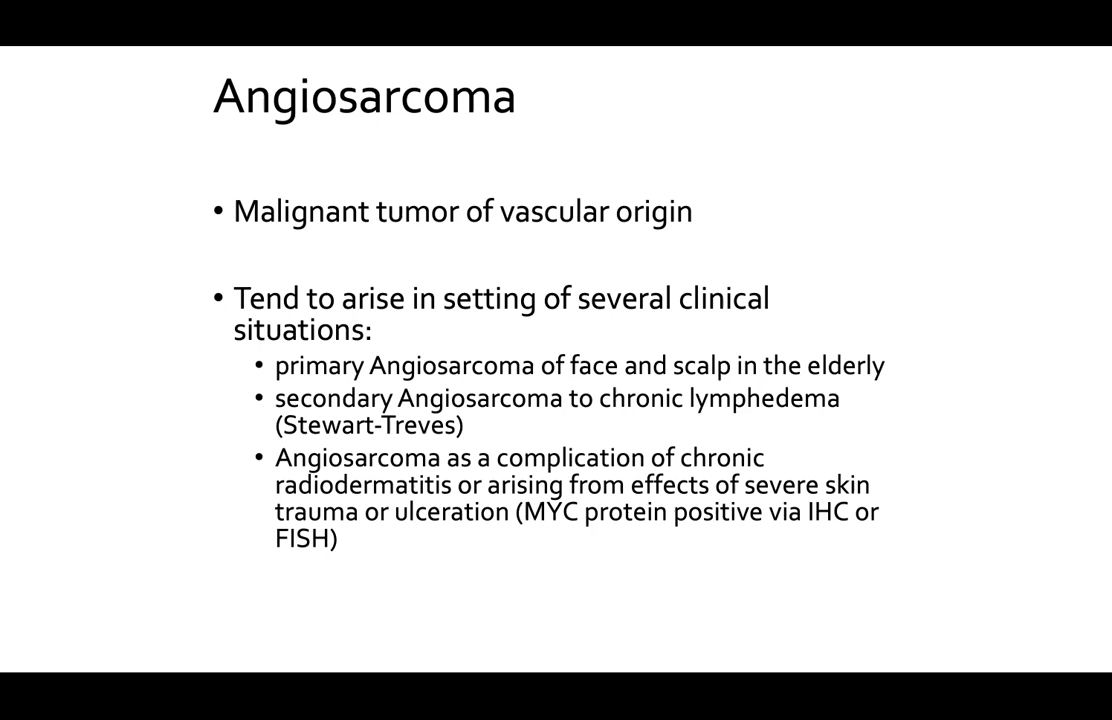 Angiosarcoma
• Malignant tumor of vascular origin
• Tend to arise in setting of several clinical
situations:
• primary Angiosarcoma of face and scalp in the elderly
• secondary Angiosarcoma to chronic lymphedema
(Stewart-Treves)
• Angiosarcoma as a complication of chronic
radiodermatitis or arising from effects of severe skin
trauma or ulceration (MYC protein positive via IHC or
FISH)